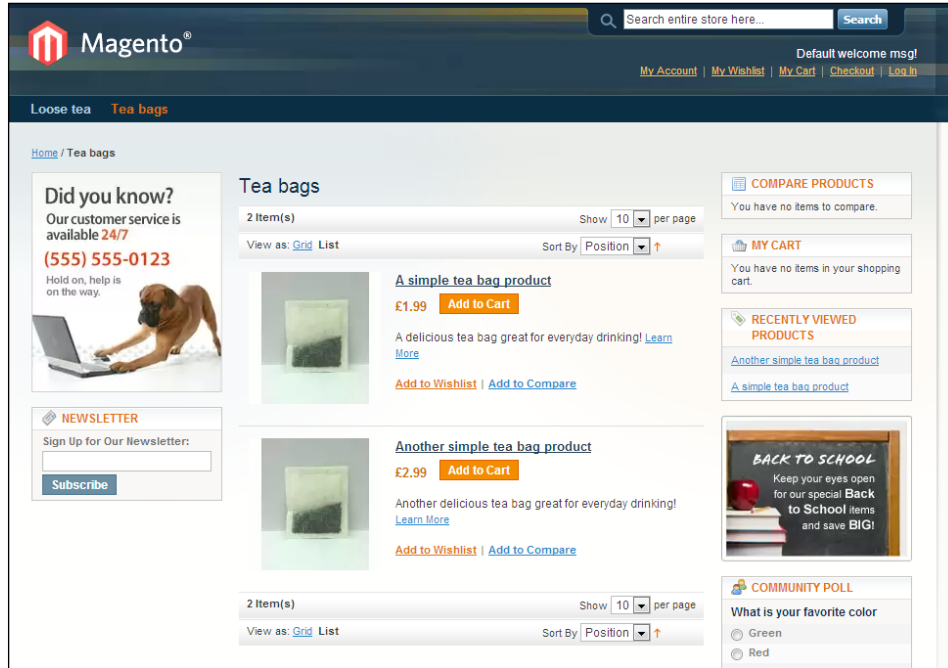 Magento®
Search entire store here...
Search
Default welcome msg!
My Account | My Wishlist | My Cart | Checkout | Log In
Loose tea Tea bags
Home / Tea bags
Did you know?
Our customer service is
available 24/7
(555) 555-0123
Hold on, help is
on the way.
NEWSLETTER
Sign Up for Our Newsletter:
Subscribe
Tea bags
2 Item(s)
Show 10 per page
View as: Grid List
Sort By Position
A simple tea bag product
£1.99 Add to Cart
A delicious tea bag great for everyday drinking! Learn
More
Add to Wishlist | Add to Compare
Another simple tea bag product
£2.99 Add to Cart
Another delicious tea bag great for everyday drinking!
Learn More
Add to Wishlist | Add to Compare
2 Item(s)
Show 10 per page
View as: Grid List
Sort By Position
COMPARE PRODUCTS
You have no items to compare.
MY CART
You have no items in your shopping
cart.
RECENTLY VIEWED
PRODUCTS
Another simple tea bag product
A simple tea bag product
BACK TO SCHOOL
Keep your eyes open
for our special Back
to School items
and save BIG!
COMMUNITY POLL
What is your favorite color
Green
Red